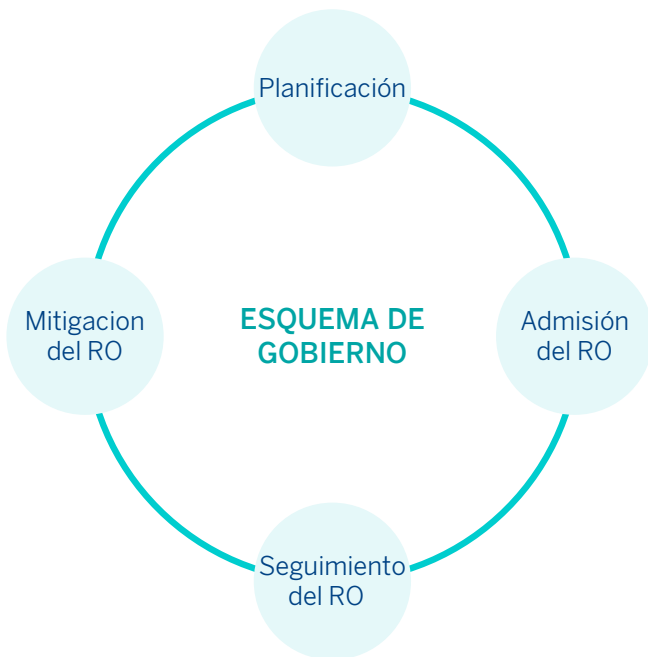 Planificación
Mitigacion
del RO
ESQUEMA DE
GOBIERNO
Admisión
del RO
Seguimiento
del RO